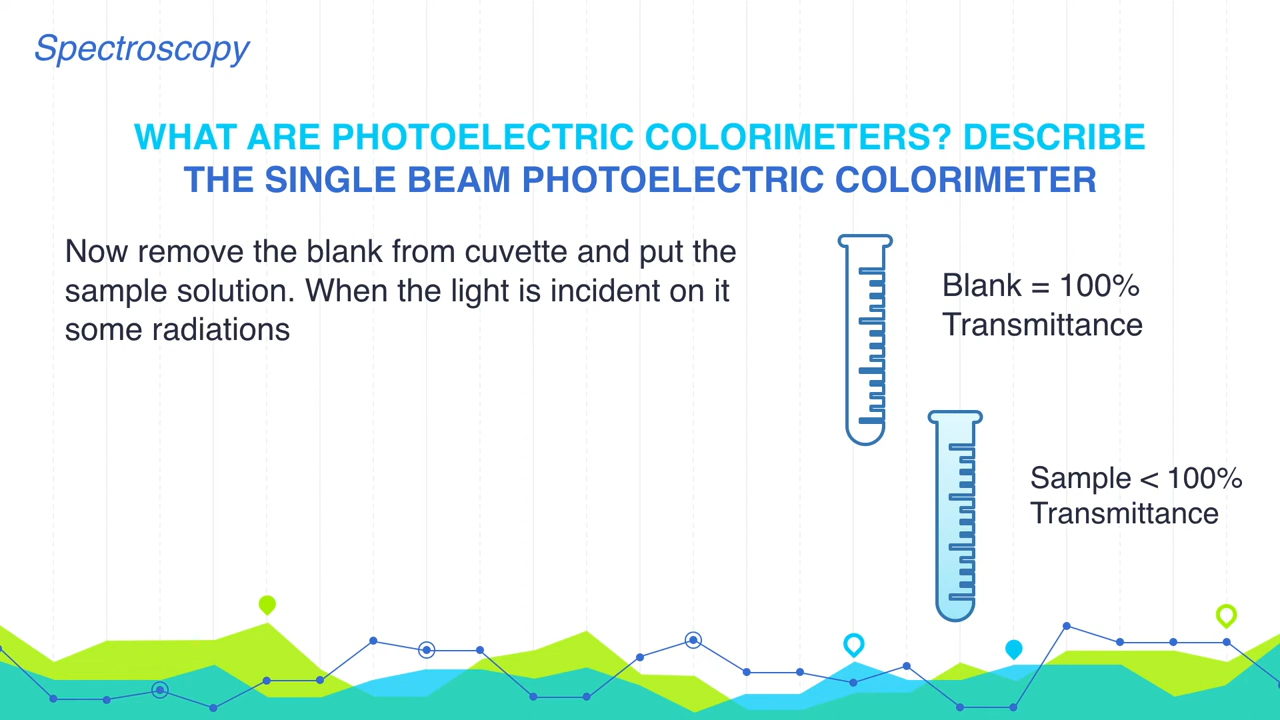 Spectroscopy
WHAT ARE PHOTOELECTRIC COLORIMETERS? DESCRIBE
THE SINGLE BEAM PHOTOELECTRIC COLORIMETER
Now remove the blank from cuvette and put the
sample solution. When the light is incident on it
some radiations
Blank = 100%
Transmittance
Sample < 100%
Transmittance